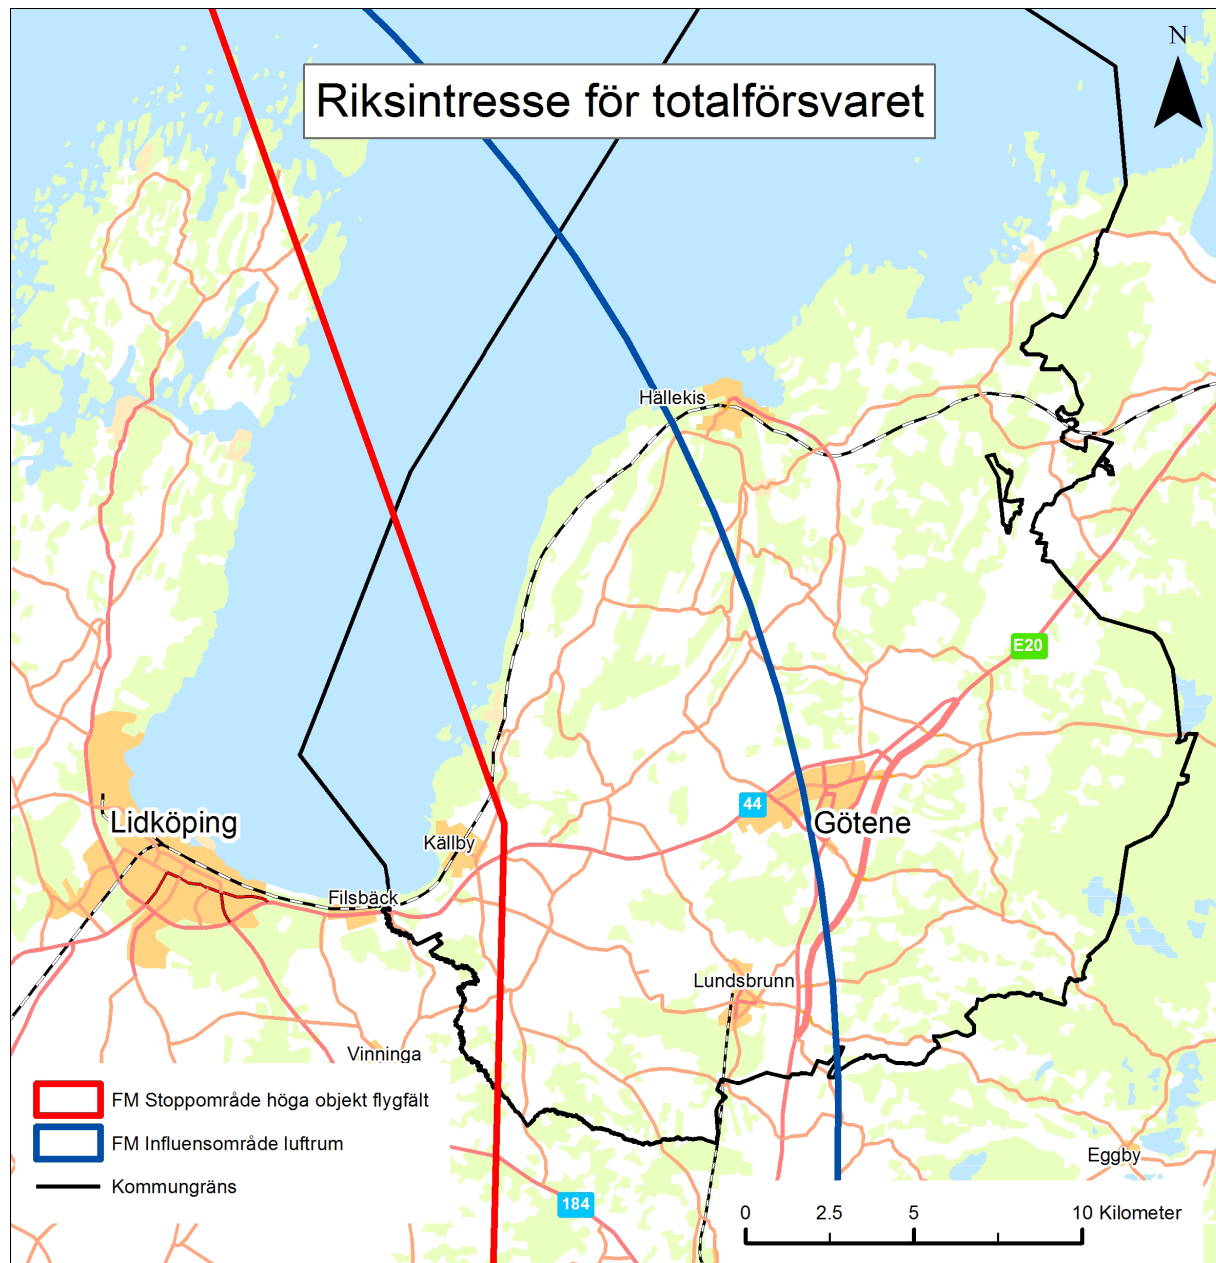 N
Riksintresse för totalförsvaret
Hällekis
E20
44
Götene
Lidköping
Källby
Filsbäck
Lundsbrunn
Vinninga
FM Stoppområde höga objekt flygfält
FM Influensområde luftrum
Kommungräns
Eggby
184
0 2.5 5 10 Kilometer